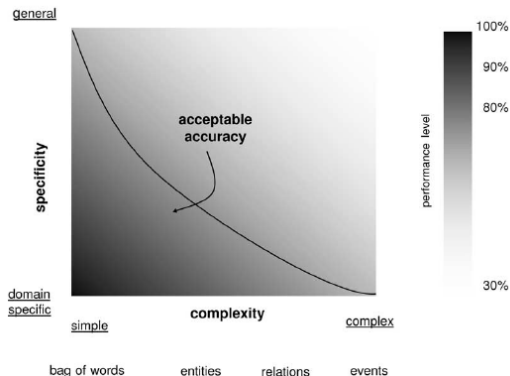 general
100%
90%
80%
acceptable
accuracy
specificity
performance level
30%
domain
specific
complexity
simple
complex
bag of words
entities
relations
events